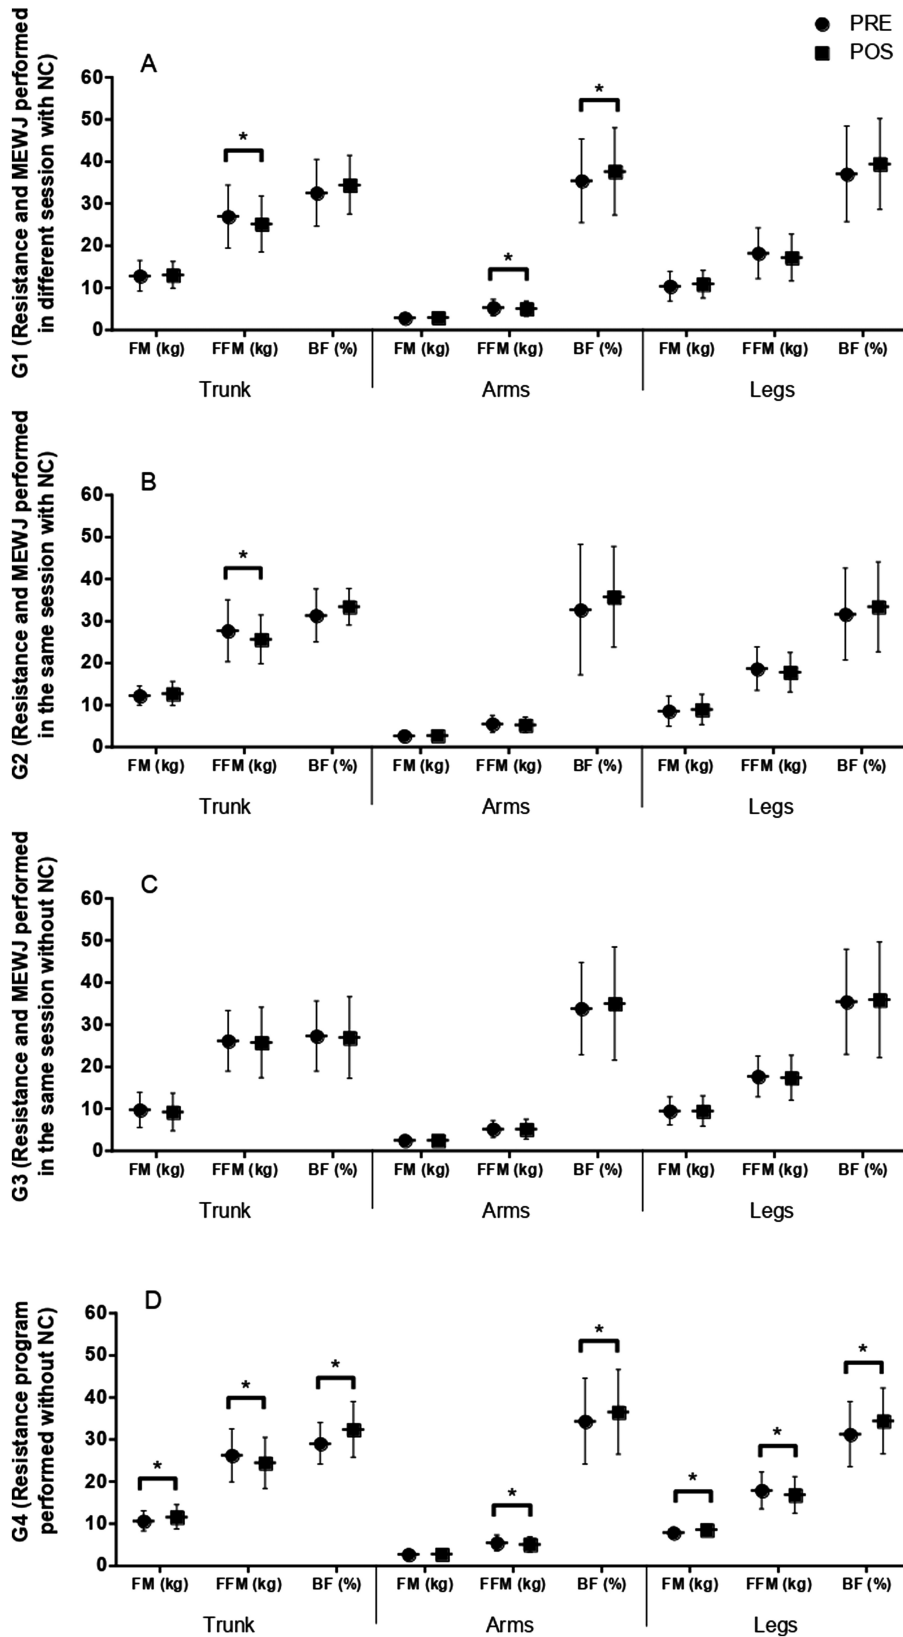 PRE
POS
G1 (Resistance and MEWJ performed
in different session with NC)
A
60
50
40
30
20
10
0
*
*
*
FM (kg) FFM (kg) BF (%) FM (kg) FFM (kg) BF (%) FM (kg) FFM (kg) BF (%)
Trunk Arms Legs
G2 (Resistance and MEWJ performed
in the same session with NC)
B
60
50
40
30
20
10
0
*
FM (kg) FFM (kg) BF (%) FM (kg) FFM (kg) BF (%) FM (kg) FFM (kg) BF (%)
Trunk Arms Legs
G3 (Resistance and MEWJ performed
in the same session without NC)
C
60
50
40
30
20
10
0
FM (kg) FFM (kg) BF (%) FM (kg) FFM (kg) BF (%) FM (kg) FFM (kg) BF (%)
Trunk Arms Legs
G4 (Resistance program
performed without NC)
D
60
50
40
30
20
10
0
*
*
*
*
*
*
*
*
FM (kg) FFM (kg) BF (%) FM (kg) FFM (kg) BF (%) FM (kg) FFM (kg) BF (%)
Trunk Arms Legs